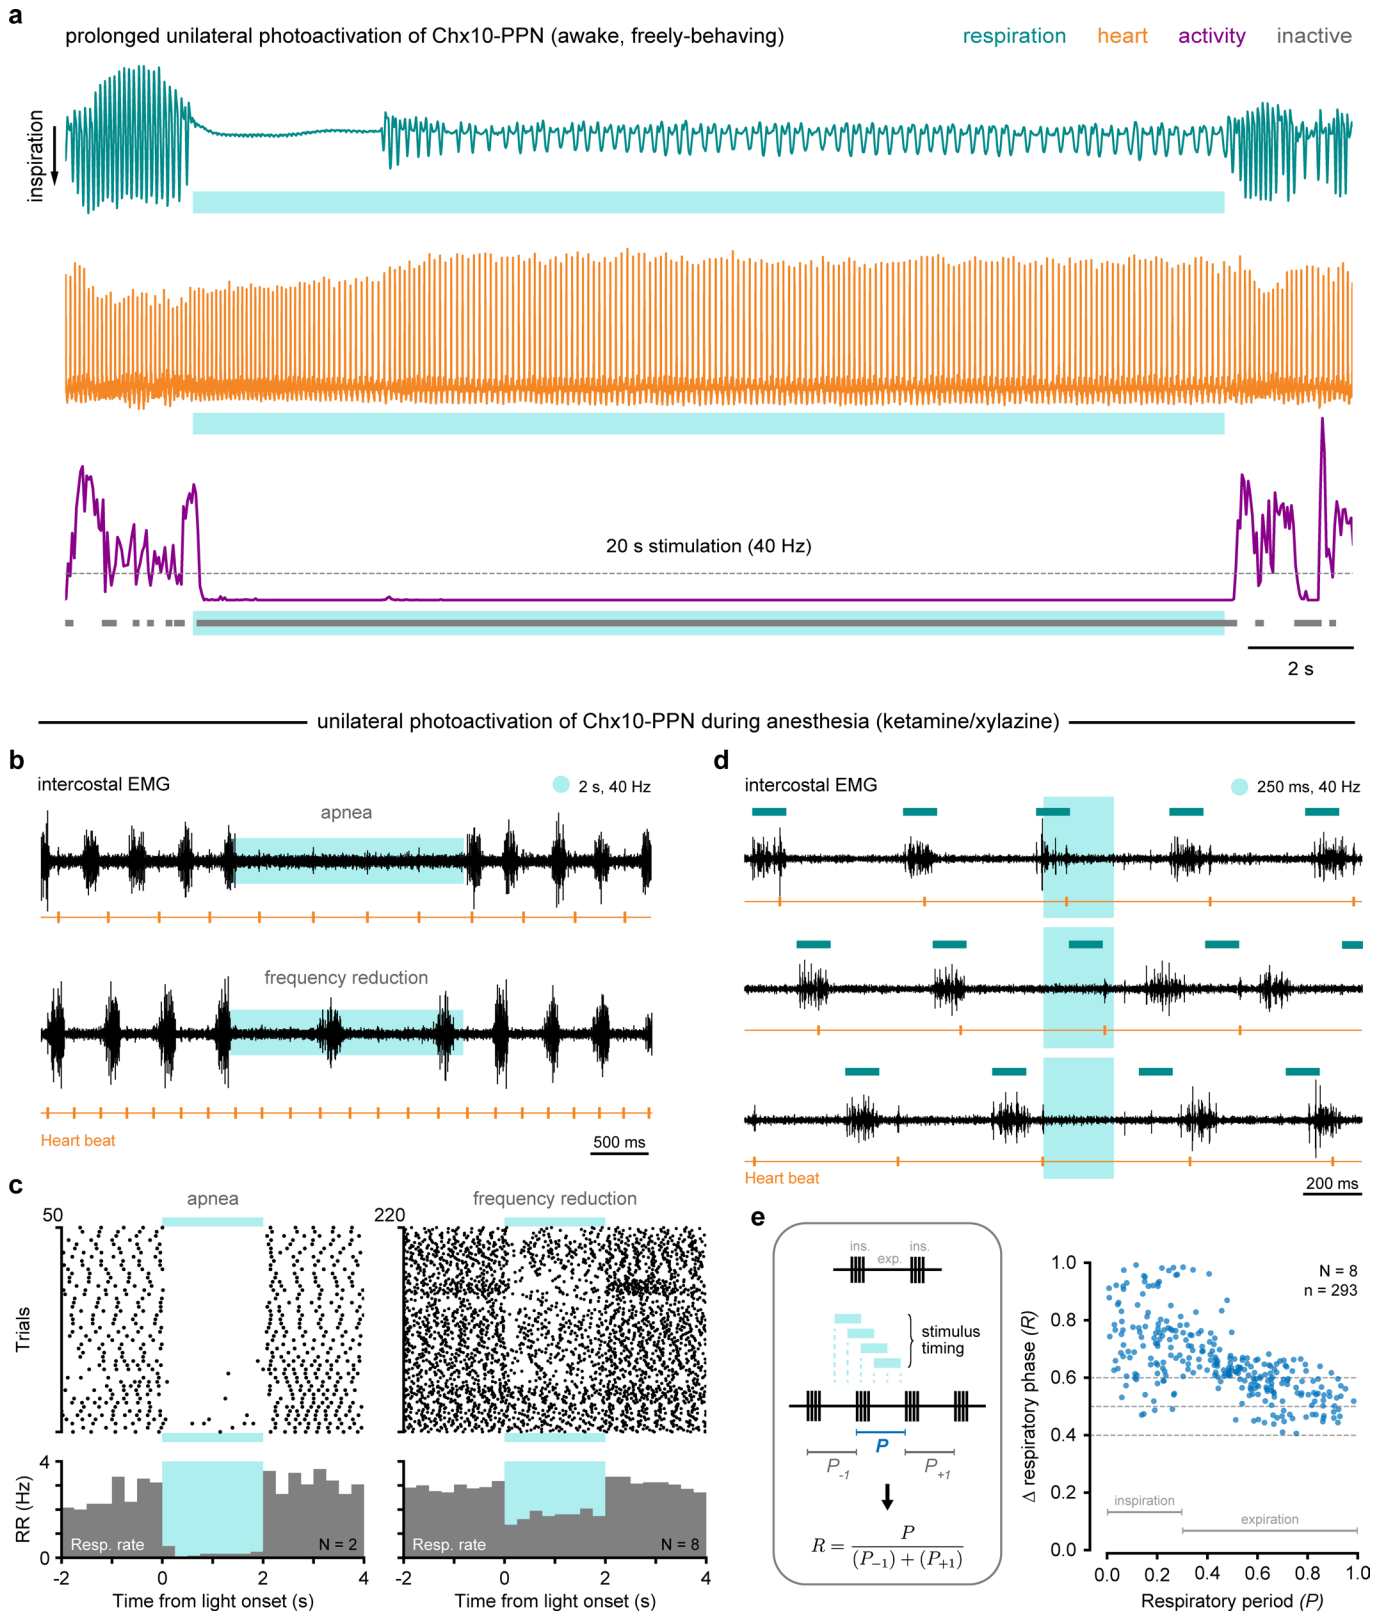 a
prolonged unilateral photoactivation of Chx10-PPN (awake, freely-behaving)
respiration heart activity inactive
inspiration
20 s stimulation (40 Hz)
2 s
unilateral photoactivation of Chx10-PPN during anesthesia (ketamine/xylazine)
b
intercostal EMG
2 s, 40 Hz
apnea
frequency reduction
Heart beat
500 ms
d
intercostal EMG
250 ms, 40 Hz
Heart beat
200 ms
c
apnea
frequency reduction
50
220
Trials
4
RR (Hz)
0
Resp. rate
N = 2
Resp. rate
N = 8
-2 0 2 4
-2 0 2 4
Time from light onset (s)
Time from light onset (s)
e
ins. ins.
exp.
stimulus
timing
P
P-1
P+1
R = P / (P−1) + (P+1)
Δ respiratory phase (R)
1.0
0.8
0.6
0.4
0.2
0.0
N = 8
n = 293
inspiration
expiration
0.0 0.2 0.4 0.6 0.8 1.0
Respiratory period (P)